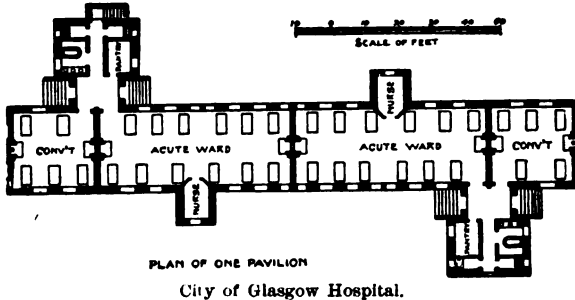 10 0 10 20 30 40 50
SCALE OF FEET
PANTRY
NURSE
CONV'T ACUTE WARD ACUTE WARD CONV'T
NURSE
PANTRY
PLAN OF ONE PAVILION
City of Glasgow Hospital.